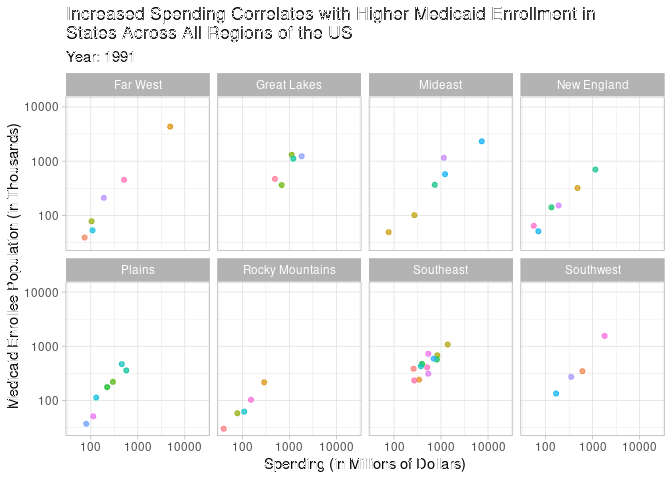 Increased Spending Correlates with Higher Medicaid Enrollment in
States Across All Regions of the US
Year: 1991
Far West
Great Lakes
Mideast
New England
10000
1000
100
Plains
Rocky Mountains
Southeast
Southwest
10000
1000
100
100 1000 10000
100 1000 10000
100 1000 10000
100 1000 10000
Spending (in Millions of Dollars)
Medicaid Enrollee Population (in Thousands)